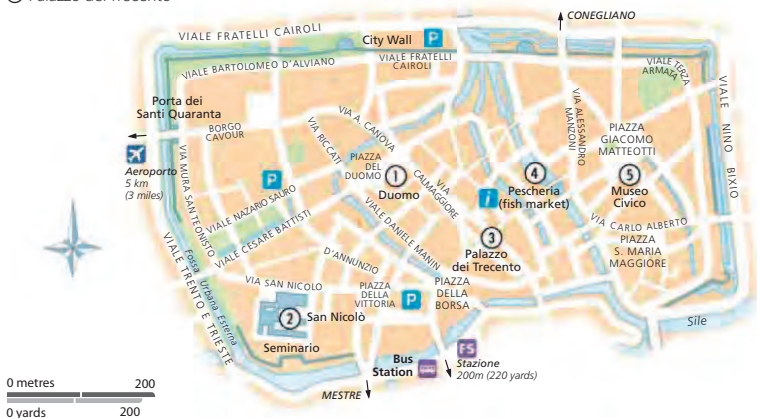 3 Palazzo dei Trecento
CONEGLIANO
VIALE FRATELLI CAIROLI
City Wall P
VIALE FRATELLI
CAIROLI
VIALE BARTOLOMEO D'ALVIANO
VIALE TERZA
ARMATA
Porta dei
Santi Quaranta
BORGO
CAVOUR
VIA A. CANOVA
VIA RICCATI
VIA ALESSANDRO
MANZONI
PIAZZA
GIACOMO
MATTEOTTI
VIALE NINO BIXIO
Aeroporto
5 km
(3 miles)
VIA MURA SANTEONISTO
P
PIAZZA
DEL
DUOMO
1
Duomo
VIA
CALMAGGIORE
i
4
Pescheria
(fish market)
5
Museo
Civico
VIALE NAZARIO SAURO
VIALE CESARE BATTISTI
VIALE DANIELE MANIN
3
Palazzo
dei Trecento
VIA CARLO ALBERTO
PIAZZA
S. MARIA
MAGGIORE
D'ANNUNZIO
VIALE TRENTO E TRIESTE
Fossa Urbana Esterna
VIA SAN NICOLO
PIAZZA
DELLA
VITTORIA
P
PIAZZA
DELLA
BORSA
2
San Nicolò
Seminario
Sile
Bus
Station
FS
Stazione
200m (220 yards)
MESTRE
0 metres 200
0 yards 200